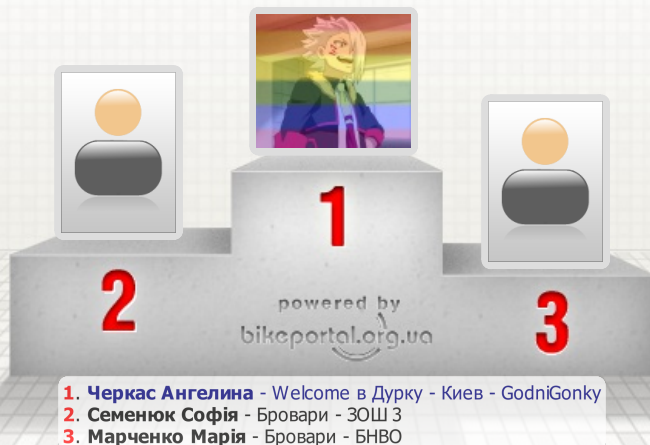 1
2
3
powered by
bikeportal.org.ua
1. Черкас Ангелина - Welcome в Дурку - Киев - GodniGonky
2. Семенюк Софія - Бровари - ЗОШ 3
3. Марченко Марія - Бровари - БНВО